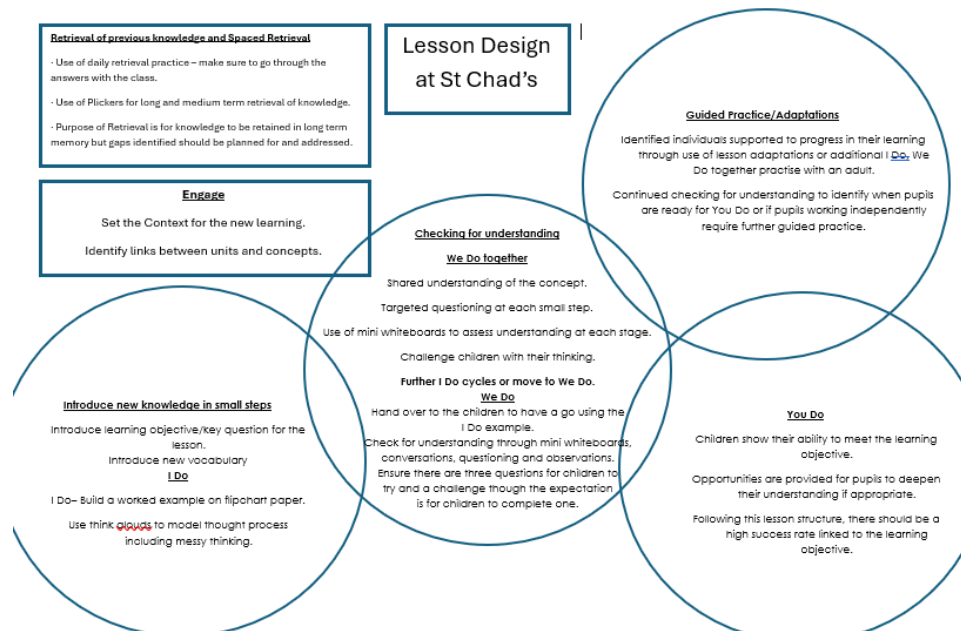 Retrieval of previous knowledge and Spaced Retrieval
· Use of daily retrieval practice – make sure to go through the
answers with the class.
· Use of Plickers for long and medium term retrieval of knowledge.
· Purpose of Retrieval is for knowledge to be retained in long term
memory but gaps identified should be planned for and addressed.
Lesson Design
at St Chad's
Engage
Set the Context for the new learning.
Identify links between units and concepts.
Introduce new knowledge in small steps
Introduce learning objective/key question for the
lesson.
Introduce new vocabulary
I Do
I Do– Build a worked example on flipchart paper.
Use think alouds to model thought process
including messy thinking.
Checking for understanding
We Do together
Shared understanding of the concept.
Targeted questioning at each small step.
Use of mini whiteboards to assess understanding at each stage.
Challenge children with their thinking.
Further I Do cycles or move to We Do.
We Do
Hand over to the children to have a go using the
I Do example.
Check for understanding through mini whiteboards,
conversations, questioning and observations.
Ensure there are three questions for children to
try and a challenge though the expectation
is for children to complete one.
Guided Practice/Adaptations
Identified individuals supported to progress in their learning
through use of lesson adaptations or additional I Do, We
Do together practise with an adult.
Continued checking for understanding to identify when pupils
are ready for You Do or if pupils working independently
require further guided practice.
You Do
Children show their ability to meet the learning
objective.
Opportunities are provided for pupils to deepen
their understanding if appropriate.
Following this lesson structure, there should be a
high success rate linked to the learning
objective.